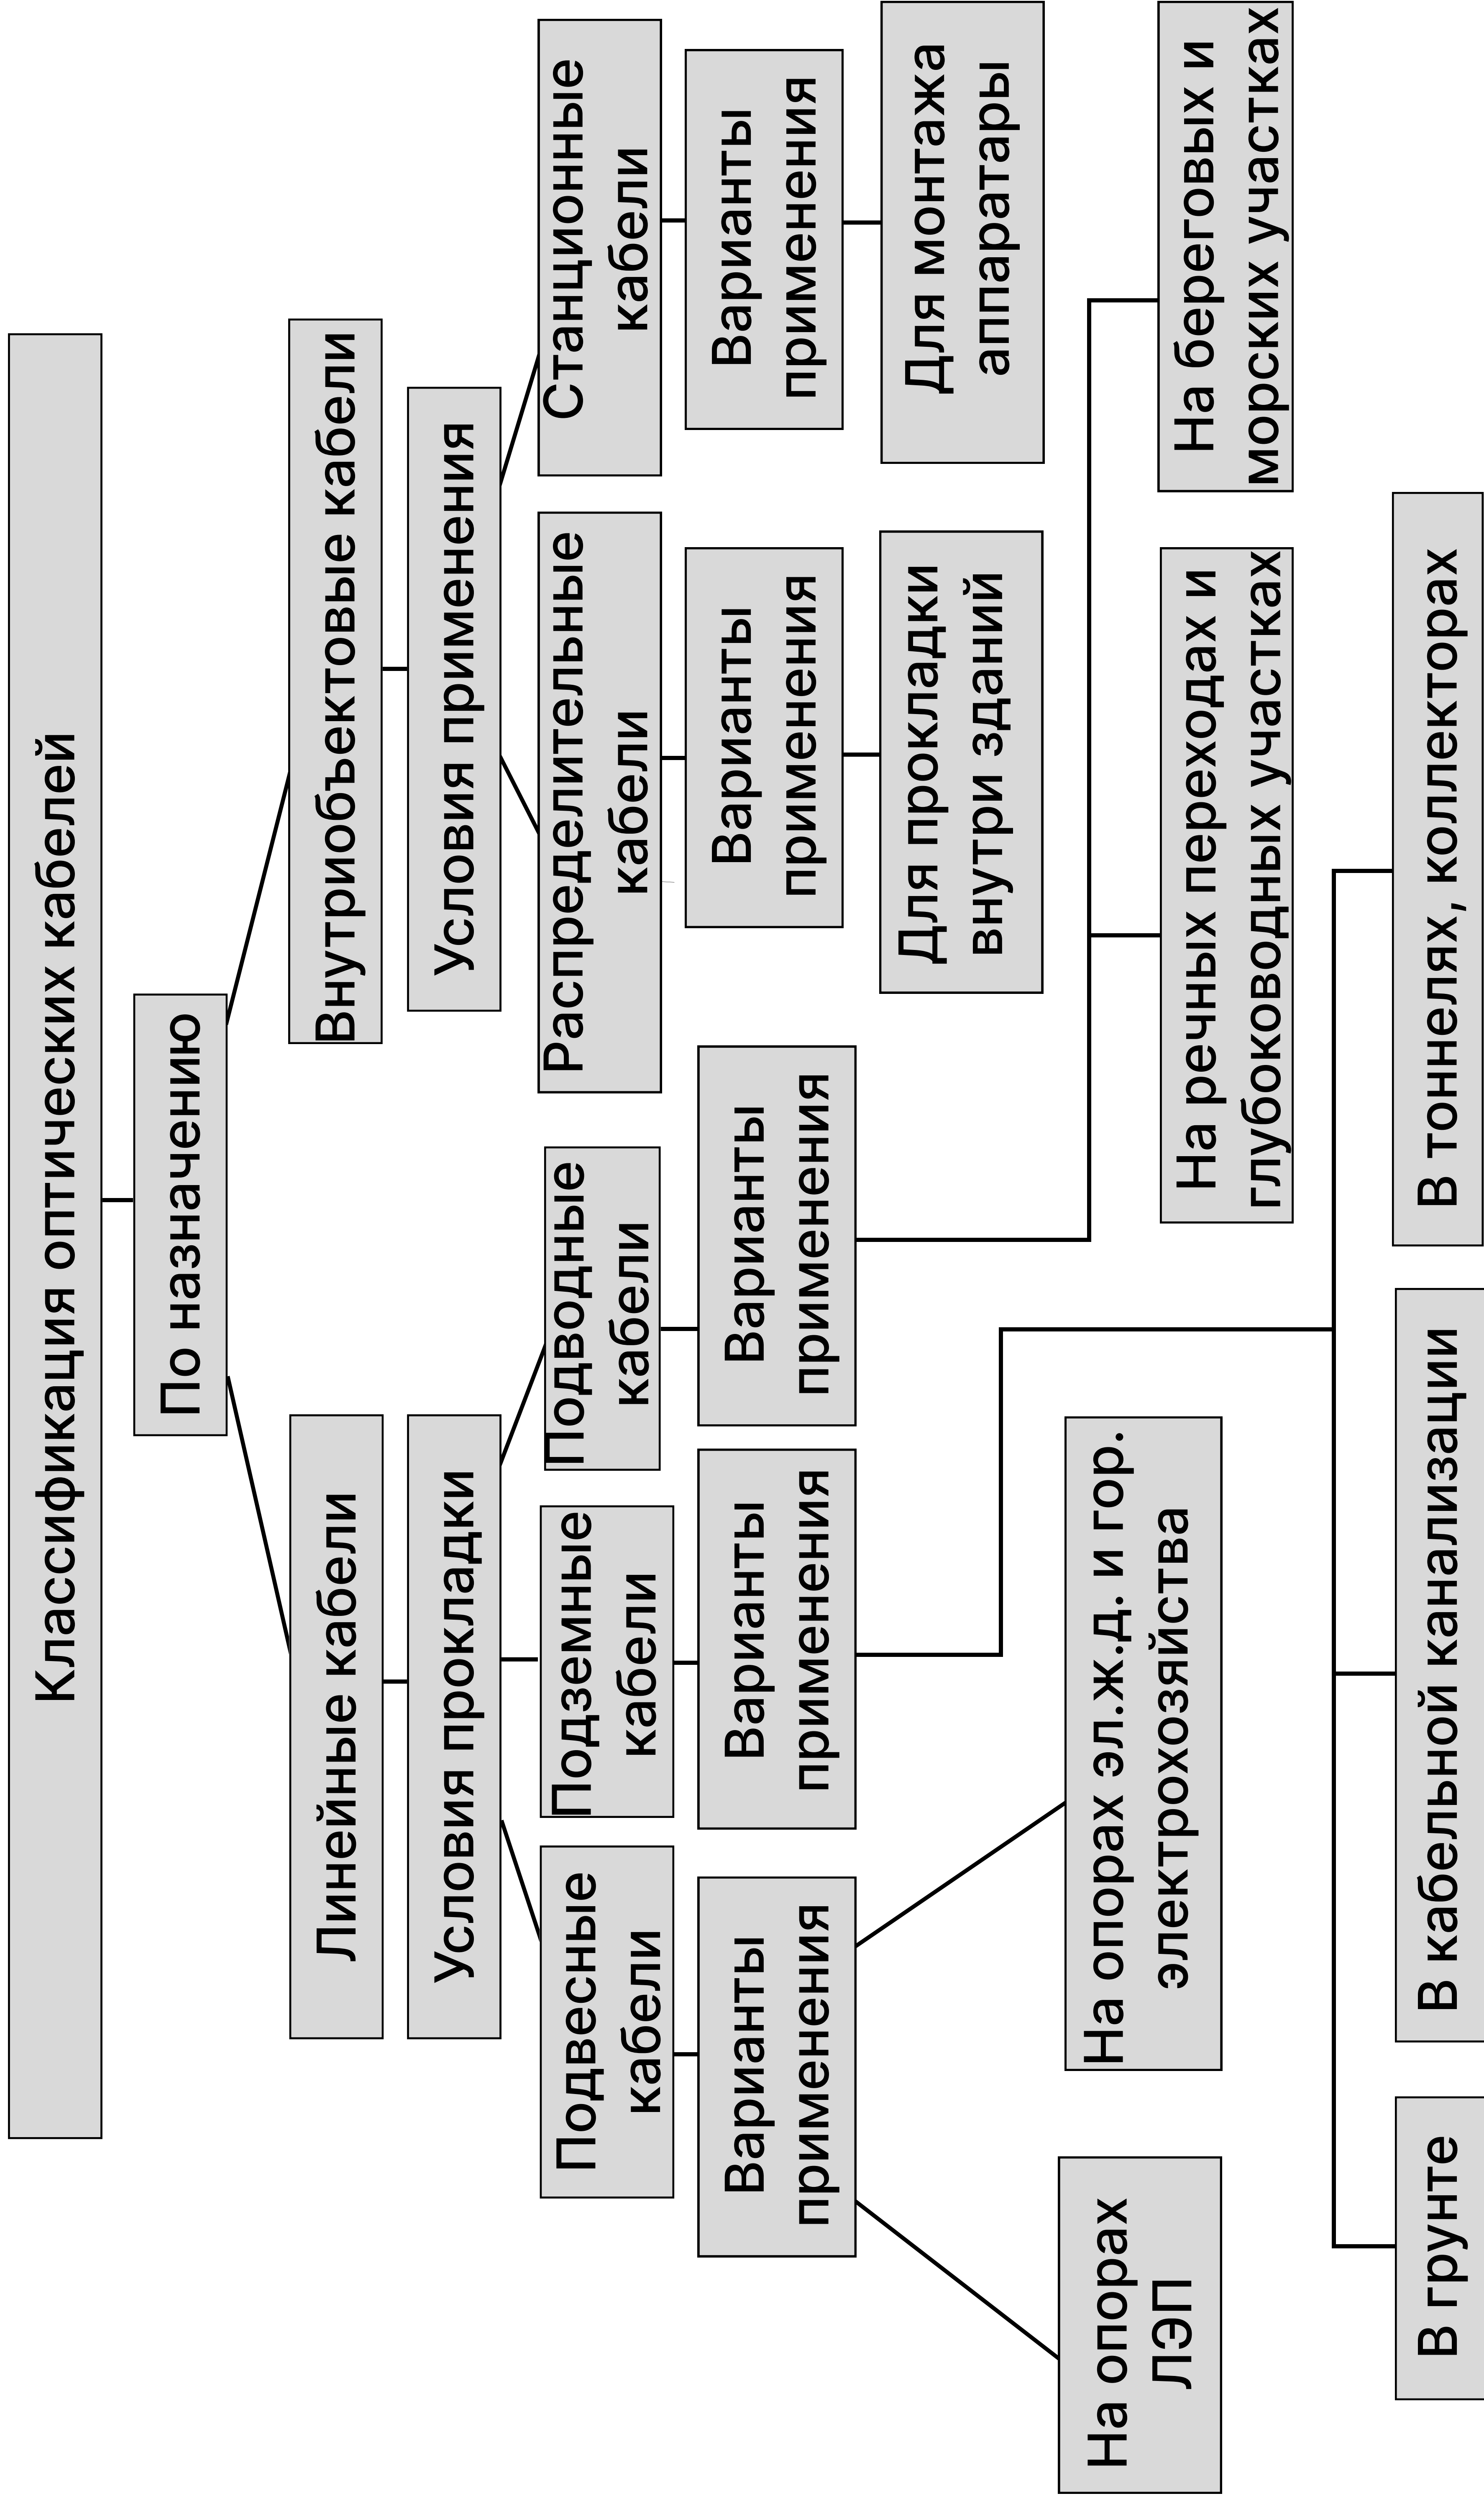 Классификация оптических кабелей
По назначению
Линейные кабели
Внутриобъектовые кабели
Условия прокладки
Условия применения
Подвесные
кабели
Подземные
кабели
Подводные
кабели
Распределительные
кабели
Станционные
кабели
Варианты
применения
Варианты
применения
Варианты
применения
Варианты
применения
Варианты
применения
Для прокладки
внутри зданий
Для монтажа
аппаратары
На опорах
ЛЭП
На опорах эл.ж.д. и гор.
электрохозяйства
На речных переходах и
глубоководных участках
На береговых и
морских участках
В грунте
В кабельной канализации
В тоннелях, коллекторах